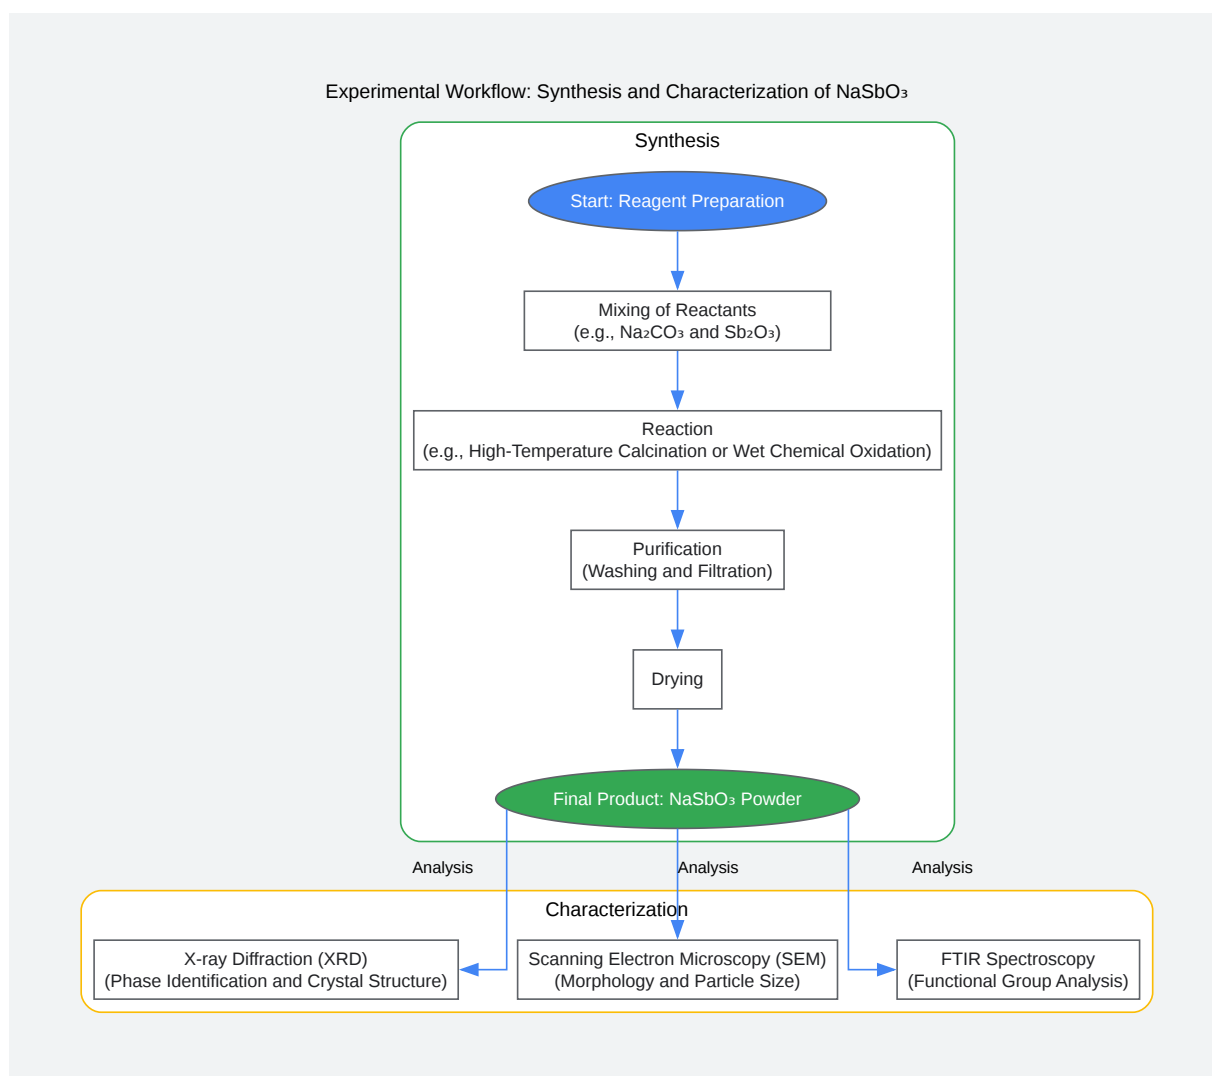 Experimental Workflow: Synthesis and Characterization of NaSbO₃
Synthesis
Start: Reagent Preparation
Mixing of Reactants
(e.g., Na₂CO₃ and Sb₂O₃)
Reaction
(e.g., High-Temperature Calcination or Wet Chemical Oxidation)
Purification
(Washing and Filtration)
Drying
Final Product: NaSbO₃ Powder
Analysis
Analysis
Analysis
Characterization
X-ray Diffraction (XRD)
(Phase Identification and Crystal Structure)
Scanning Electron Microscopy (SEM)
(Morphology and Particle Size)
FTIR Spectroscopy
(Functional Group Analysis)